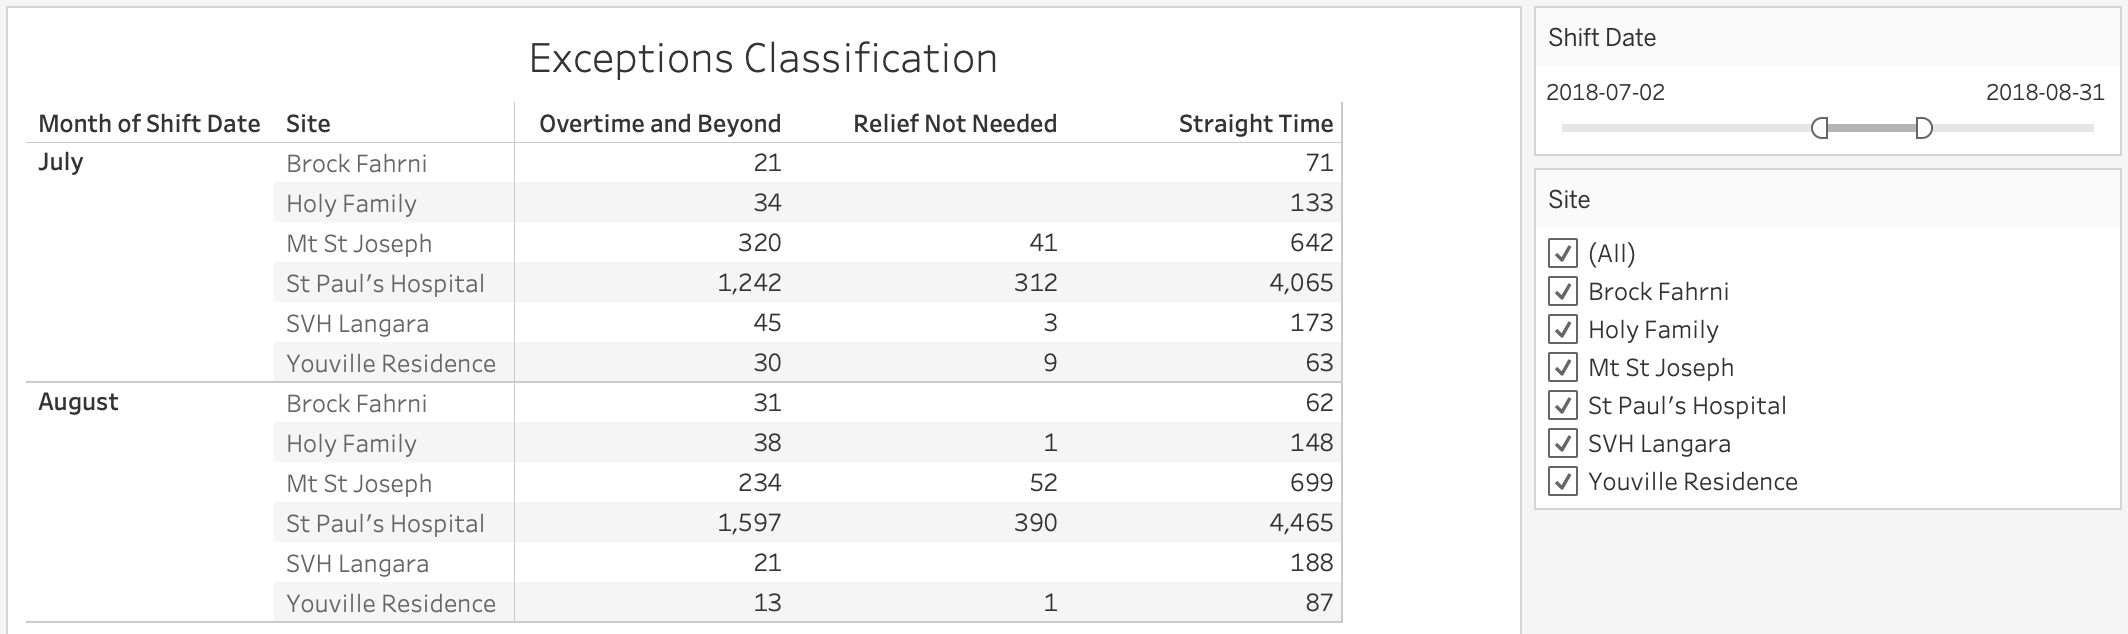 Exceptions Classification
Month of Shift Date Site Overtime and Beyond Relief Not Needed Straight Time
July Brock Fahrni 21 71
Holy Family 34 133
Mt St Joseph 320 41 642
St Paul's Hospital 1,242 312 4,065
SVH Langara 45 3 173
Youville Residence 30 9 63
August Brock Fahrni 31 62
Holy Family 38 1 148
Mt St Joseph 234 52 699
St Paul's Hospital 1,597 390 4,465
SVH Langara 21 188
Youville Residence 13 1 87
Shift Date
2018-07-02 2018-08-31
Site
(All)
Brock Fahrni
Holy Family
Mt St Joseph
St Paul's Hospital
SVH Langara
Youville Residence